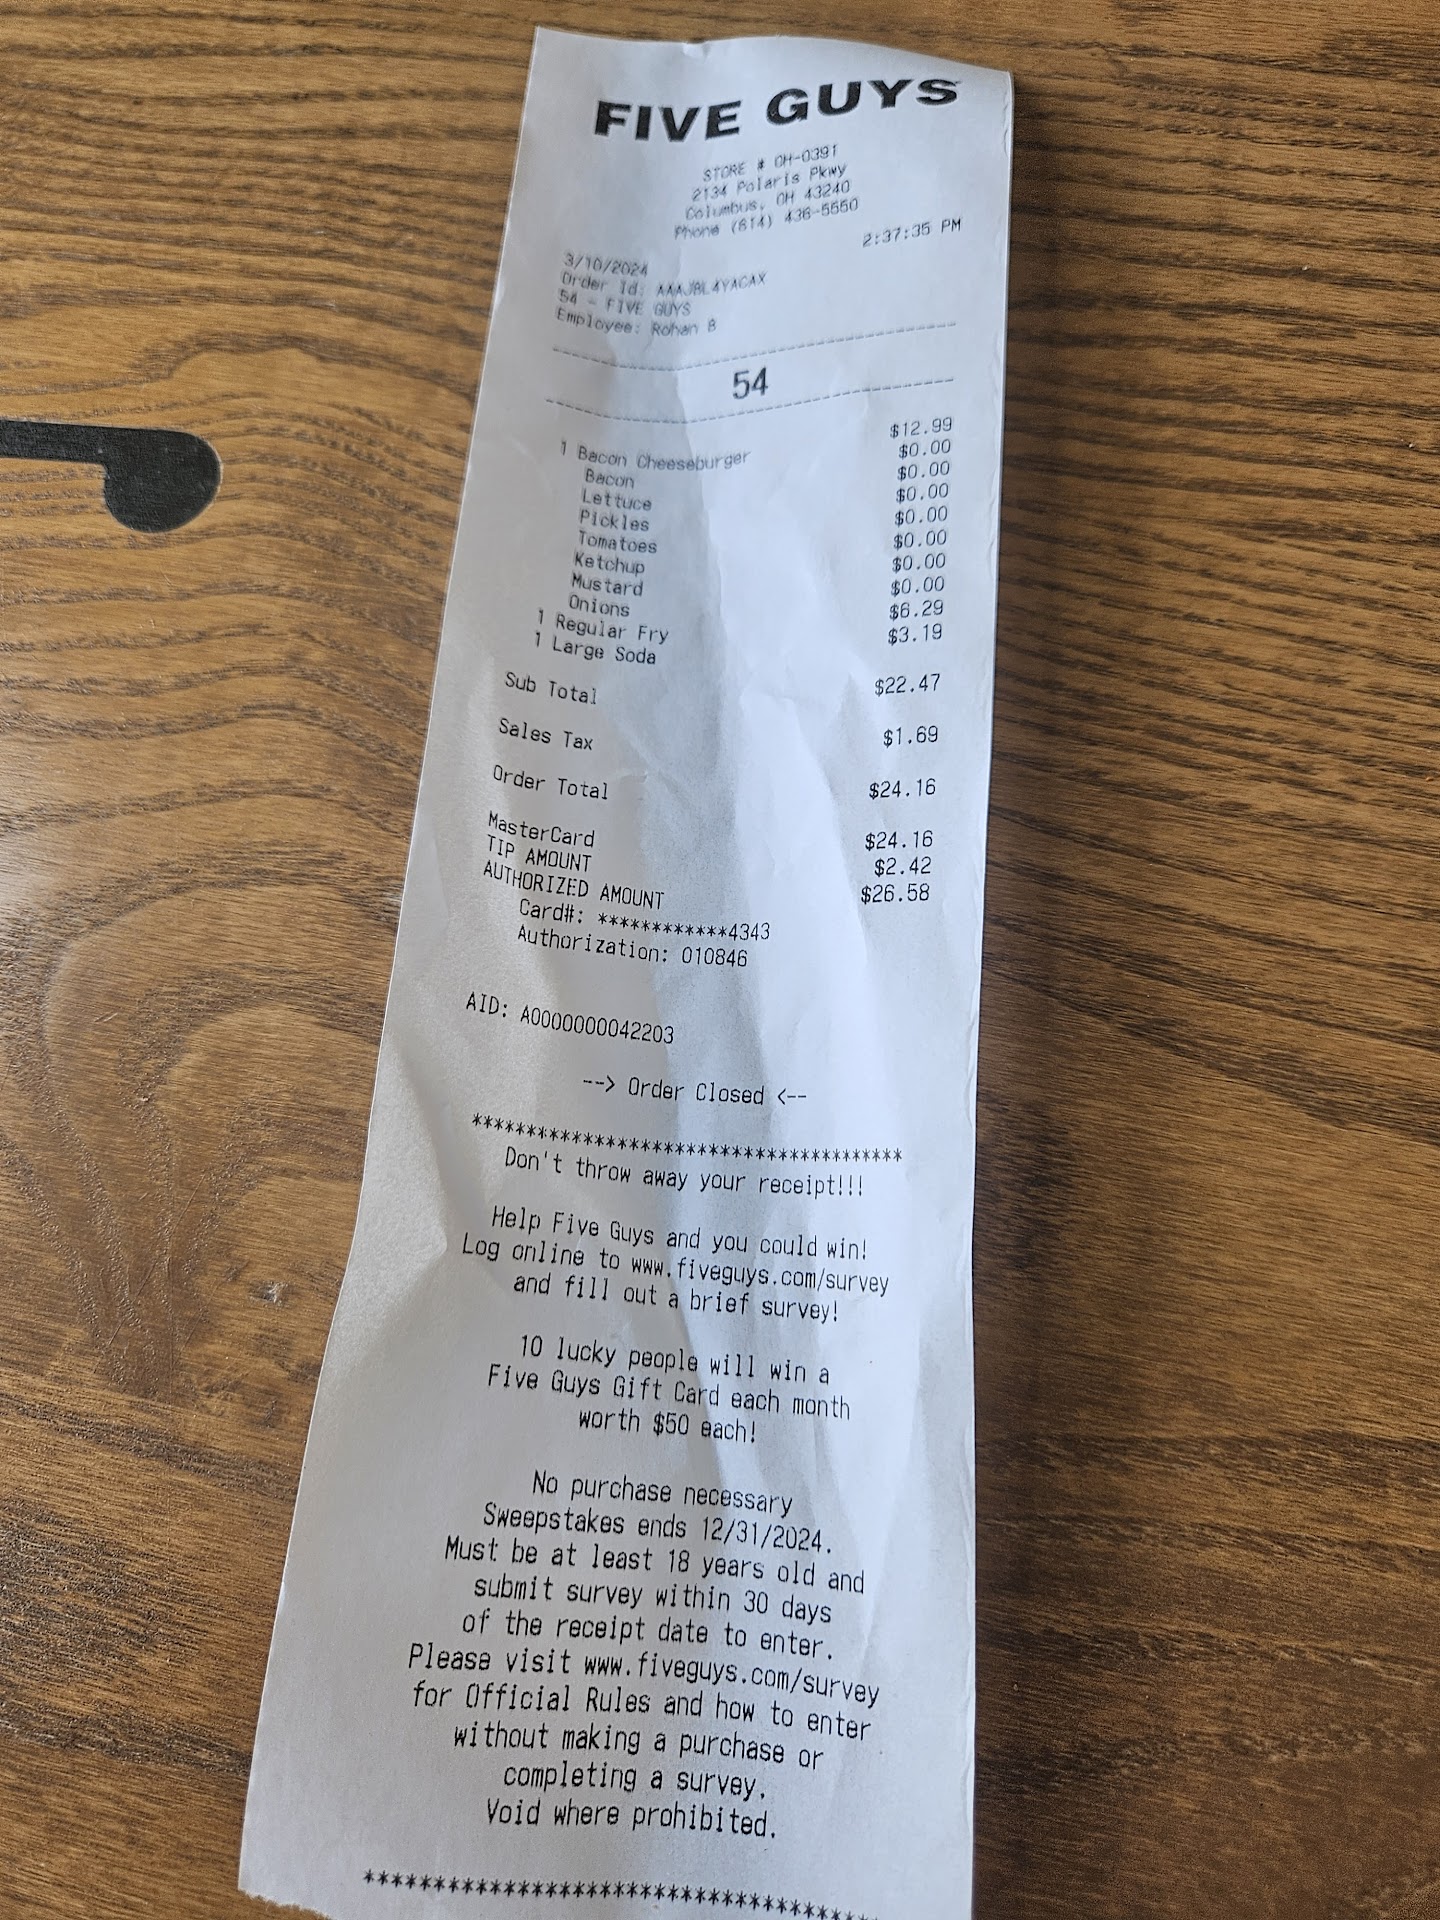 FIVE GUYS
STORE # OH-0391
2134 Polaris Pkwy
Columbus, OH 43240
Phone (614) 436-5550
2:37:35 PM
3/10/2024
Order Id: AAAJBL4YACAX
54 - FIVE GUYS
Employee: Rohan B
54
1 Bacon Cheeseburger $12.99
Bacon $0.00
Lettuce $0.00
Pickles $0.00
Tomatoes $0.00
Ketchup $0.00
Mustard $0.00
Onions $0.00
1 Regular Fry $6.29
1 Large Soda $3.19
Sub Total $22.47
Sales Tax $1.69
Order Total $24.16
MasterCard $24.16
TIP AMOUNT $2.42
AUTHORIZED AMOUNT $26.58
Card#: ************4343
Authorization: 010846
AID: A0000000042203
--> Order Closed <--
***************************************
Don't throw away your receipt!!!
Help Five Guys and you could win!
Log online to www.fiveguys.com/survey
and fill out a brief survey!
10 lucky people will win a
Five Guys Gift Card each month
worth $50 each!
No purchase necessary
Sweepstakes ends 12/31/2024.
Must be at least 18 years old and
submit survey within 30 days
of the receipt date to enter.
Please visit www.fiveguys.com/survey
for Official Rules and how to enter
without making a purchase or
completing a survey.
Void where prohibited.
***************************************